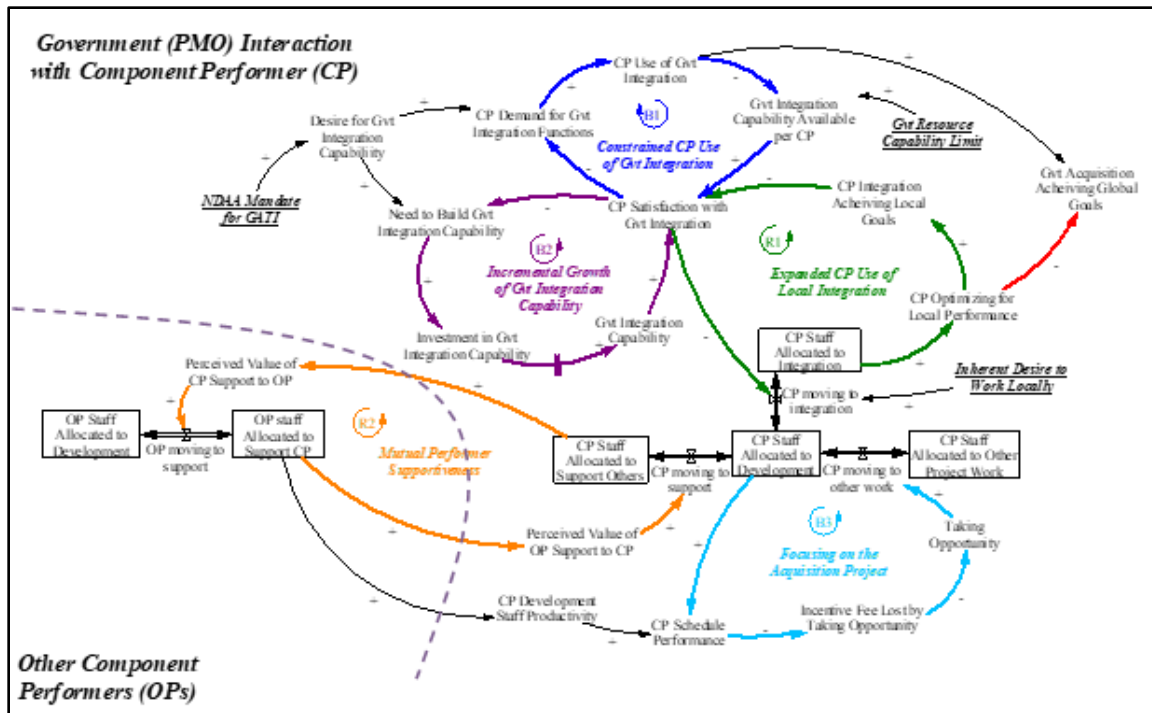 Government (PMO) Interaction
with Component Performer (CP)
CP Use of Gvt
Integration
Desire for Gvt
Integration
Capability
CP Demand for Gvt
Integration Functions
B1
Constrained CP Use
of Gvt Integration
Gvt Integration
Capability Available
per CP
Gvt Resource
Capability Limit
NDAA Mandate
for GATI
Need to Build Gvt
Integration Capability
CP Satisfaction with
Gvt Integration
CP Integration
Acheiving Local
Goals
Gvt Acquisition
Acheiving Global
Goals
B2
Incremental Growth
of Gvt Integration
Capability
R1
Expanded CP Use of
Local Integration
Investment in Gvt
Integration Capability
Gvt Integration
Capability
CP Optimizing for
Local Performance
CP Staff
Allocated to
Integration
Perceived Value of
CP Support to OP
CP moving to
integration
Inherent Desire to
Work Locally
OP Staff
Allocated to
Development
OP moving to
support
OP staff
Allocated to
Support CP
R2
Mutual Performer
Supportiveness
CP Staff
Allocated to
Support Others
CP moving to
support
CP Staff
Allocated to
Development
CP moving to
other work
CP Staff
Allocated to Other
Project Work
Perceived Value of
OP Support to CP
B3
Focusing on the
Acquisition Project
Taking
Opportunity
CP Development
Staff Productivity
CP Schedule
Performance
Incentive Fee Lost by
Taking Opportunity
Other Component
Performers (OPs)